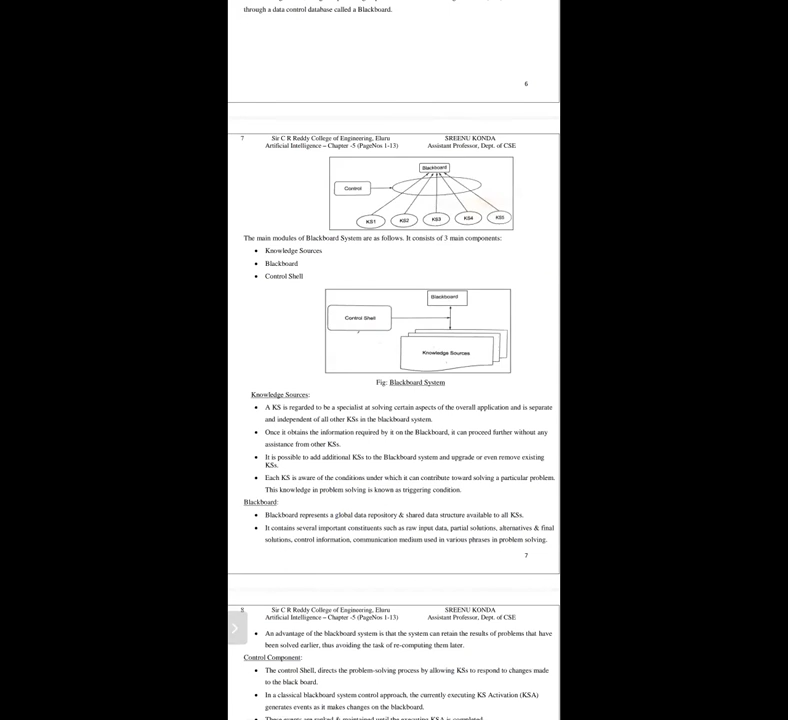 through a data control database called a Blackboard.
6
7 Sir C R Reddy College of Engineering, Eluru SREENU KONDA
Artificial Intelligence – Chapter -5 (PageNos 1-13) Assistant Professor, Dept. of CSE
Blackboard
Control
KS1 KS2 KS3 KS4 KS5
The main modules of Blackboard System are as follows. It consists of 3 main components:
• Knowledge Sources
• Blackboard
• Control Shell
Blackboard
Control Shell
Knowledge Sources
Fig: Blackboard System
Knowledge Sources:
• A KS is regarded to be a specialist at solving certain aspects of the overall application and is separate
and independent of all other KSs in the blackboard system.
• Once it obtains the information required by it on the Blackboard, it can proceed further without any
assistance from other KSs.
• It is possible to add additional KSs to the Blackboard system and upgrade or even remove existing
KSs.
• Each KS is aware of the conditions under which it can contribute toward solving a particular problem.
This knowledge in problem solving is known as triggering condition.
Blackboard:
• Blackboard represents a global data repository & shared data structure available to all KSs.
• It contains several important constituents such as raw input data, partial solutions, alternatives & final
solutions, control information, communication medium used in various phrases in problem solving.
7
8 Sir C R Reddy College of Engineering, Eluru SREENU KONDA
Artificial Intelligence – Chapter -5 (PageNos 1-13) Assistant Professor, Dept. of CSE
• An advantage of the blackboard system is that the system can retain the results of problems that have
been solved earlier, thus avoiding the task of re-computing them later.
Control Component:
• The control Shell, directs the problem-solving process by allowing KSs to respond to changes made
to the black board.
• In a classical blackboard system control approach, the currently executing KS Activation (KSA)
generates events as it makes changes on the blackboard.
• These events are ranked & maintained until the executing KSA is completed.